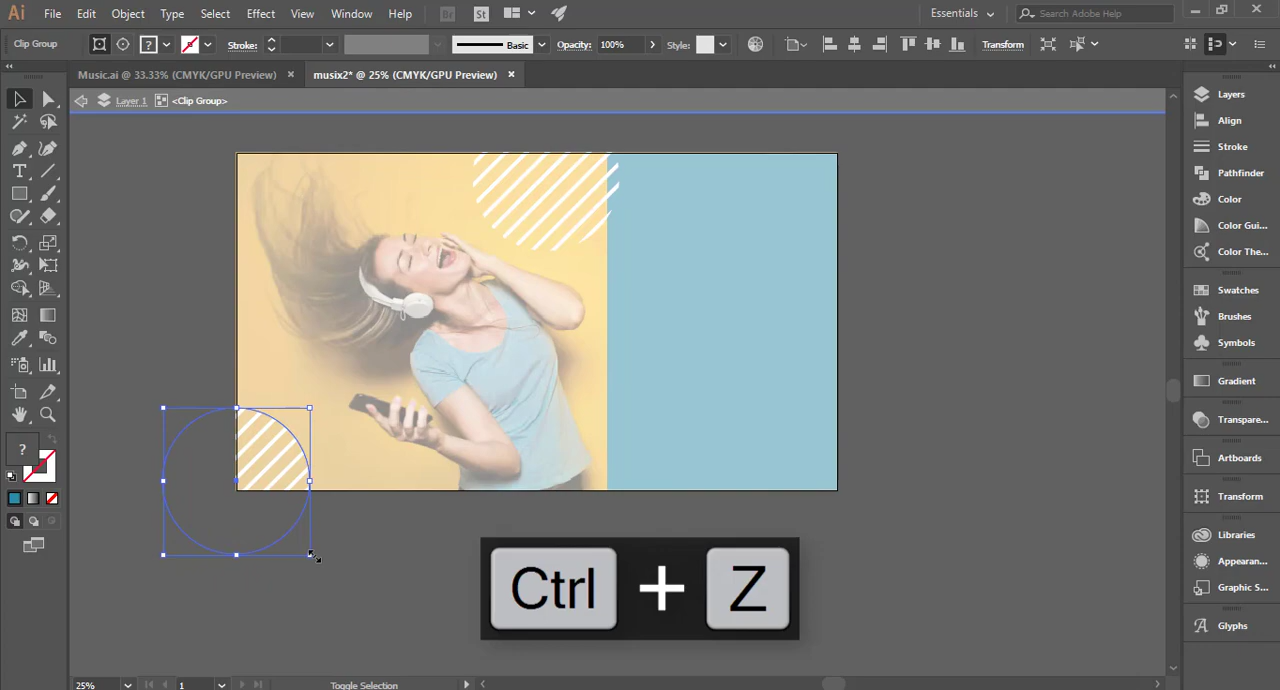 Ai File Edit Object Type Select Effect View Window Help Br St Essentials Search Adobe Help
Clip Group ? Stroke: Basic Opacity: 100% Style: Transform
Music.ai @ 33.33% (CMYK/GPU Preview) × musix2* @ 25% (CMYK/GPU Preview) ×
Layer 1 <Clip Group>
Layers
Align
Stroke
Pathfinder
Color
Color Gui...
Color The...
Swatches
Brushes
Symbols
Gradient
Transpare...
Artboards
Transform
Libraries
Appearan...
Graphic S...
Glyphs
?
Ctrl + Z
25% 1 Toggle Selection